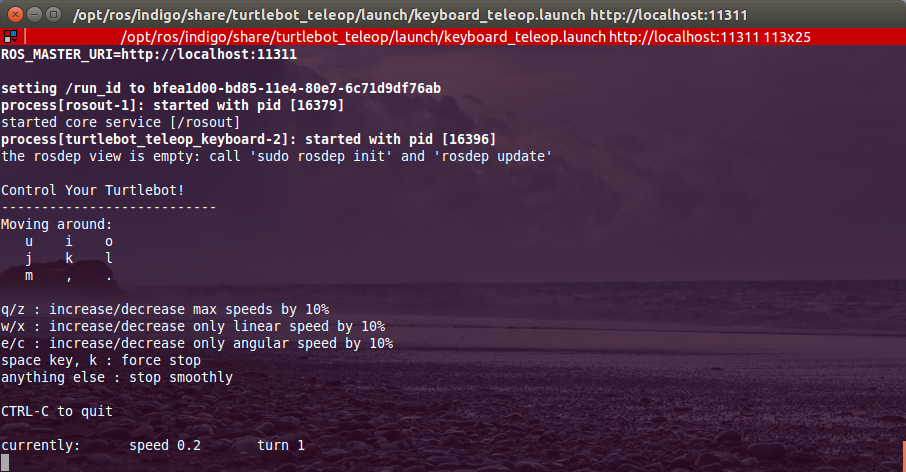 /opt/ros/indigo/share/turtlebot_teleop/launch/keyboard_teleop.launch http://localhost:11311
/opt/ros/indigo/share/turtlebot_teleop/launch/keyboard_teleop.launch http://localhost:11311 113x25
ROS_MASTER_URI=http://localhost:11311
setting /run_id to bfea1d00-bd85-11e4-80e7-6c71d9df76ab
process[rosout-1]: started with pid [16379]
started core service [/rosout]
process[turtlebot_teleop_keyboard-2]: started with pid [16396]
the rosdep view is empty: call 'sudo rosdep init' and 'rosdep update'
Control Your Turtlebot!
---------------------------
Moving around:
   u    i    o
   j    k    l
   m    ,    .
q/z : increase/decrease max speeds by 10%
w/x : increase/decrease only linear speed by 10%
e/c : increase/decrease only angular speed by 10%
space key, k : force stop
anything else : stop smoothly
CTRL-C to quit
currently:      speed 0.2       turn 1